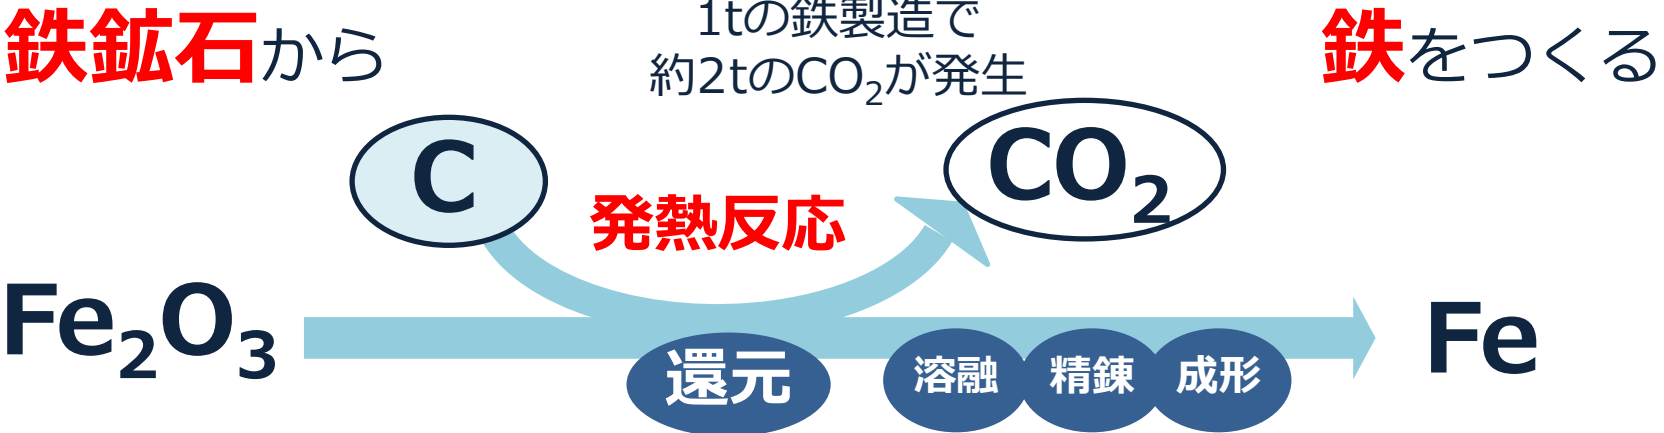 鉄鉱石から
1tの鉄製造で
約2tのCO₂が発生
鉄をつくる
C
CO₂
発熱反応
Fe₂O₃
Fe
還元
溶融
精錬
成形